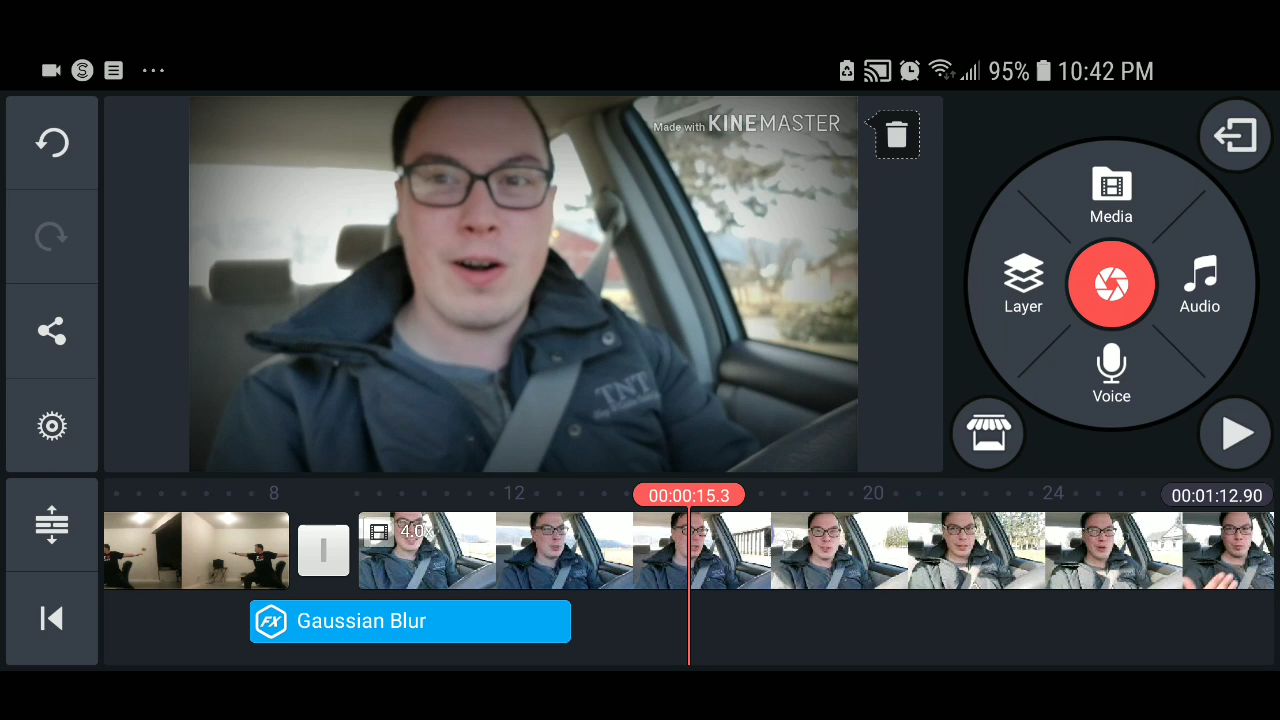 95% 10:42 PM
Made with KINEMASTER
Media
Layer
Audio
Voice
TNT
8
12
00:00:15.3
20
24
00:01:12.90
4.0x
FX Gaussian Blur